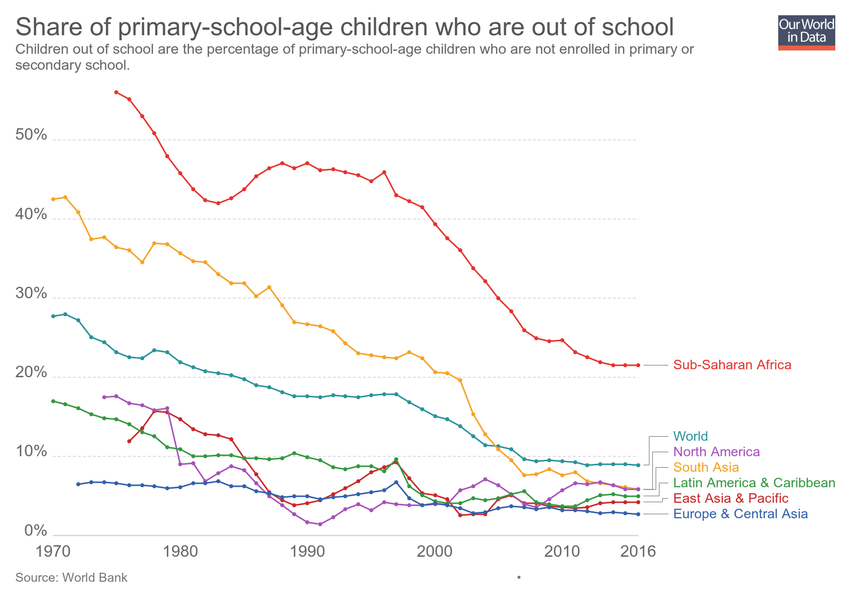 Share of primary-school-age children who are out of school
Our World
in Data
Children out of school are the percentage of primary-school-age children who are not enrolled in primary or
secondary school.
50%
40%
30%
20%
10%
0%
Sub-Saharan Africa
World
North America
South Asia
Latin America & Caribbean
East Asia & Pacific
Europe & Central Asia
1970 1980 1990 2000 2010 2016
Source: World Bank